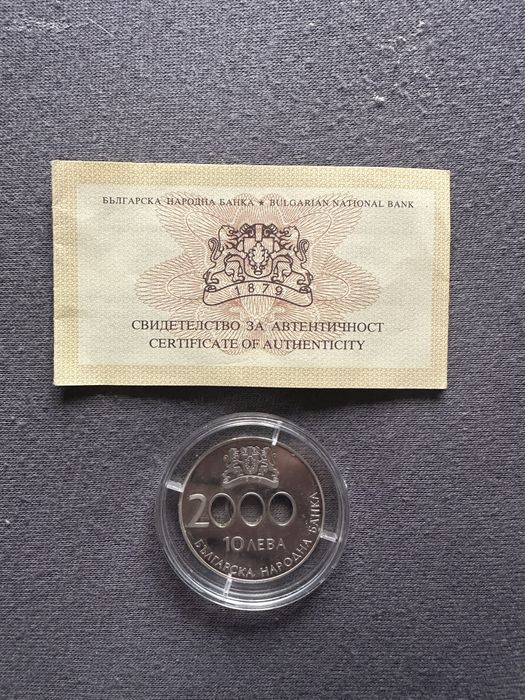 БЪЛГАРСКА НАРОДНА БАНКА ★ BULGARIAN NATIONAL BANK
1879
СВИДЕТЕЛСТВО ЗА АВТЕНТИЧНОСТ
CERTIFICATE OF AUTHENTICITY
2000
10 ЛЕВА
БЪЛГАРСКА НАРОДНА БАНКА